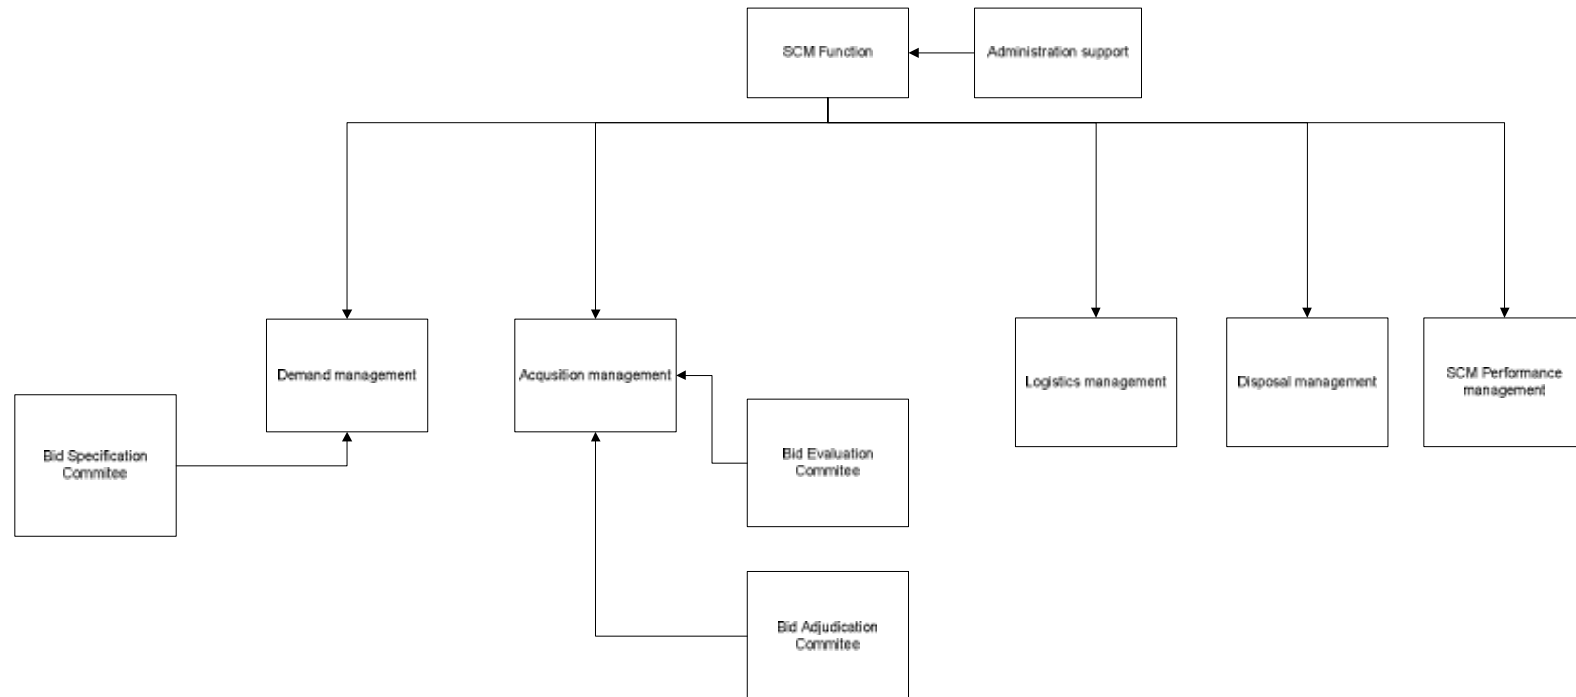 SCM Function
Administration support
Demand management
Acqusition management
Logistics management
Disposal management
SCM Performance
management
Bid Specification
Commitee
Bid Evaluation
Commitee
Bid Adjudication
Commitee